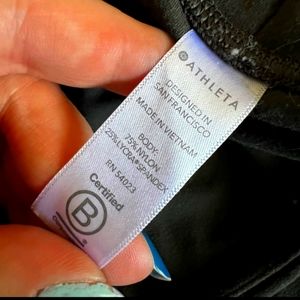 ATHLETA
DESIGNED IN
SAN FRANCISCO
MADE IN VIETNAM
BODY:
75% NYLON
25% LYCRA® SPANDEX
RN 54023
Certified
B